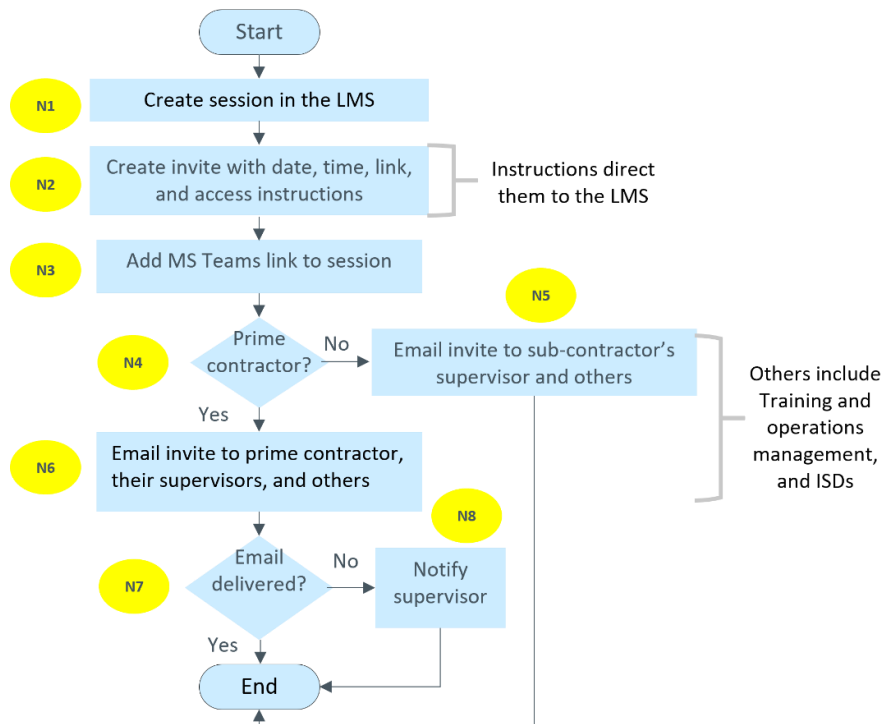 Start
N1
Create session in the LMS
N2
Create invite with date, time, link,
and access instructions
Instructions direct
them to the LMS
N3
Add MS Teams link to session
N4
Prime
contractor?
No
N5
Email invite to sub-contractor’s
supervisor and others
Others include
Training and
operations
management,
and ISDs
Yes
N6
Email invite to prime contractor,
their supervisors, and others
N7
Email
delivered?
No
N8
Notify
supervisor
Yes
End